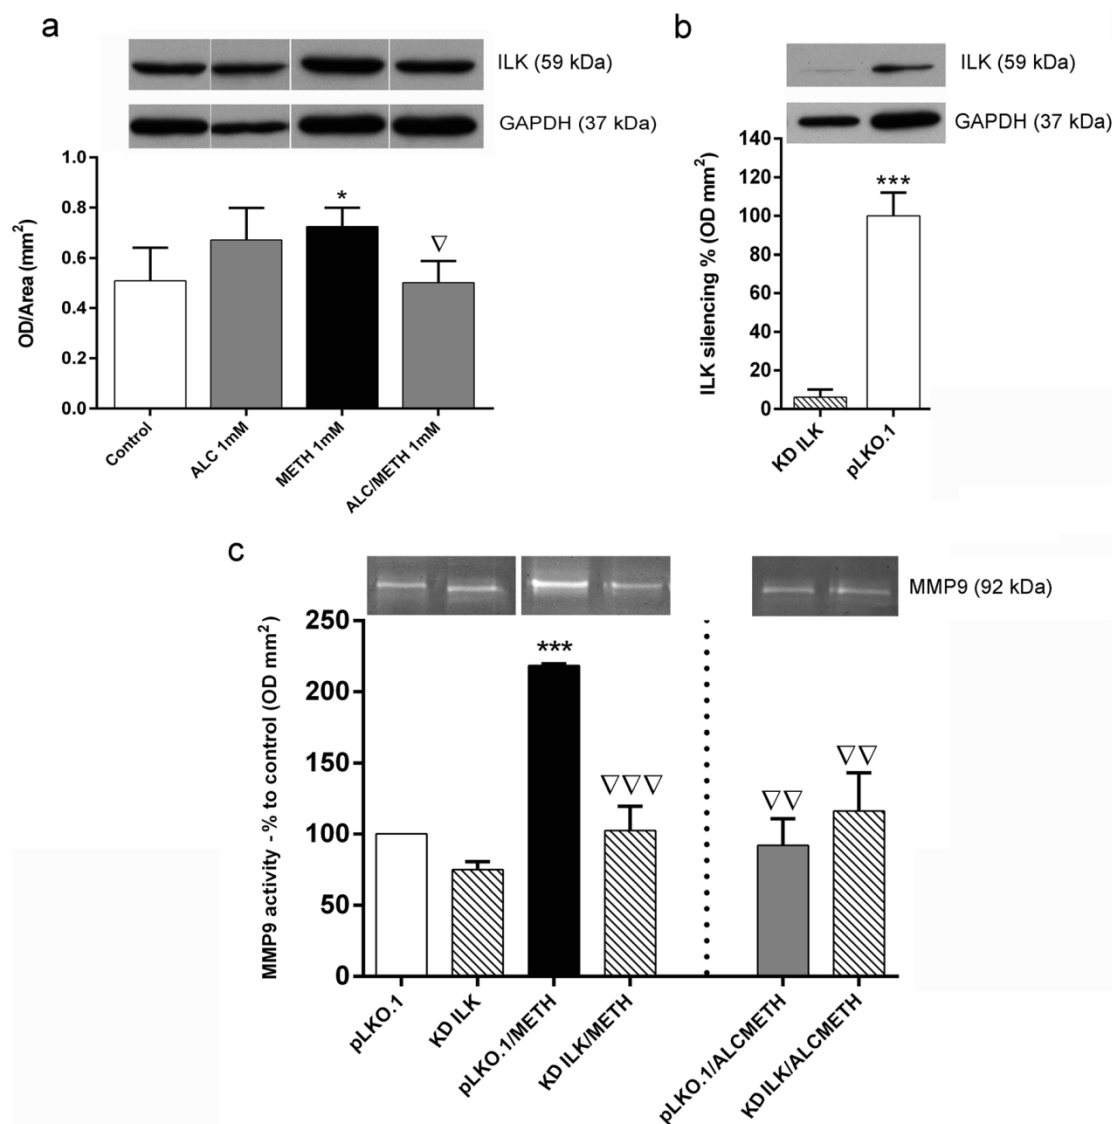 a
ILK (59 kDa)
GAPDH (37 kDa)
OD/Area (mm²)
1.0
0.8
0.6
0.4
0.2
0.0
*
▽
Control
ALC 1mM
METH 1mM
ALC/METH 1mM
b
ILK (59 kDa)
GAPDH (37 kDa)
ILK silencing % (OD mm²)
140
120
100
80
60
40
20
0
***
KD ILK
pLKO.1
c
MMP9 (92 kDa)
MMP9 activity - % to control (OD mm²)
250
200
150
100
50
0
***
▽▽▽
▽▽
▽▽
pLKO.1
KD ILK
pLKO.1/METH
KD ILK/METH
pLKO.1/ALCMETH
KDILK/ALCMETH